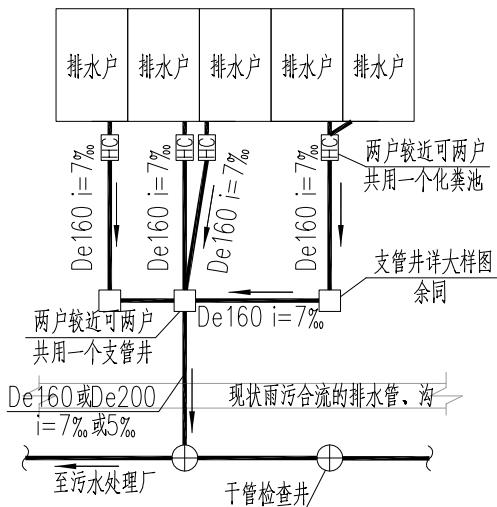 排水户 排水户 排水户 排水户 排水户
HC HC HC HC
De160 i=7‰
De160 i=7‰
De160 i=7‰
De160 i=7‰
两户较近可两户
共用一个化粪池
支管井详大样图
余同
De160 i=7‰
两户较近可两户
共用一个支管井
De160或De200
i=7‰或5‰
现状雨污合流的排水管、沟
至污水处理厂
干管检查井